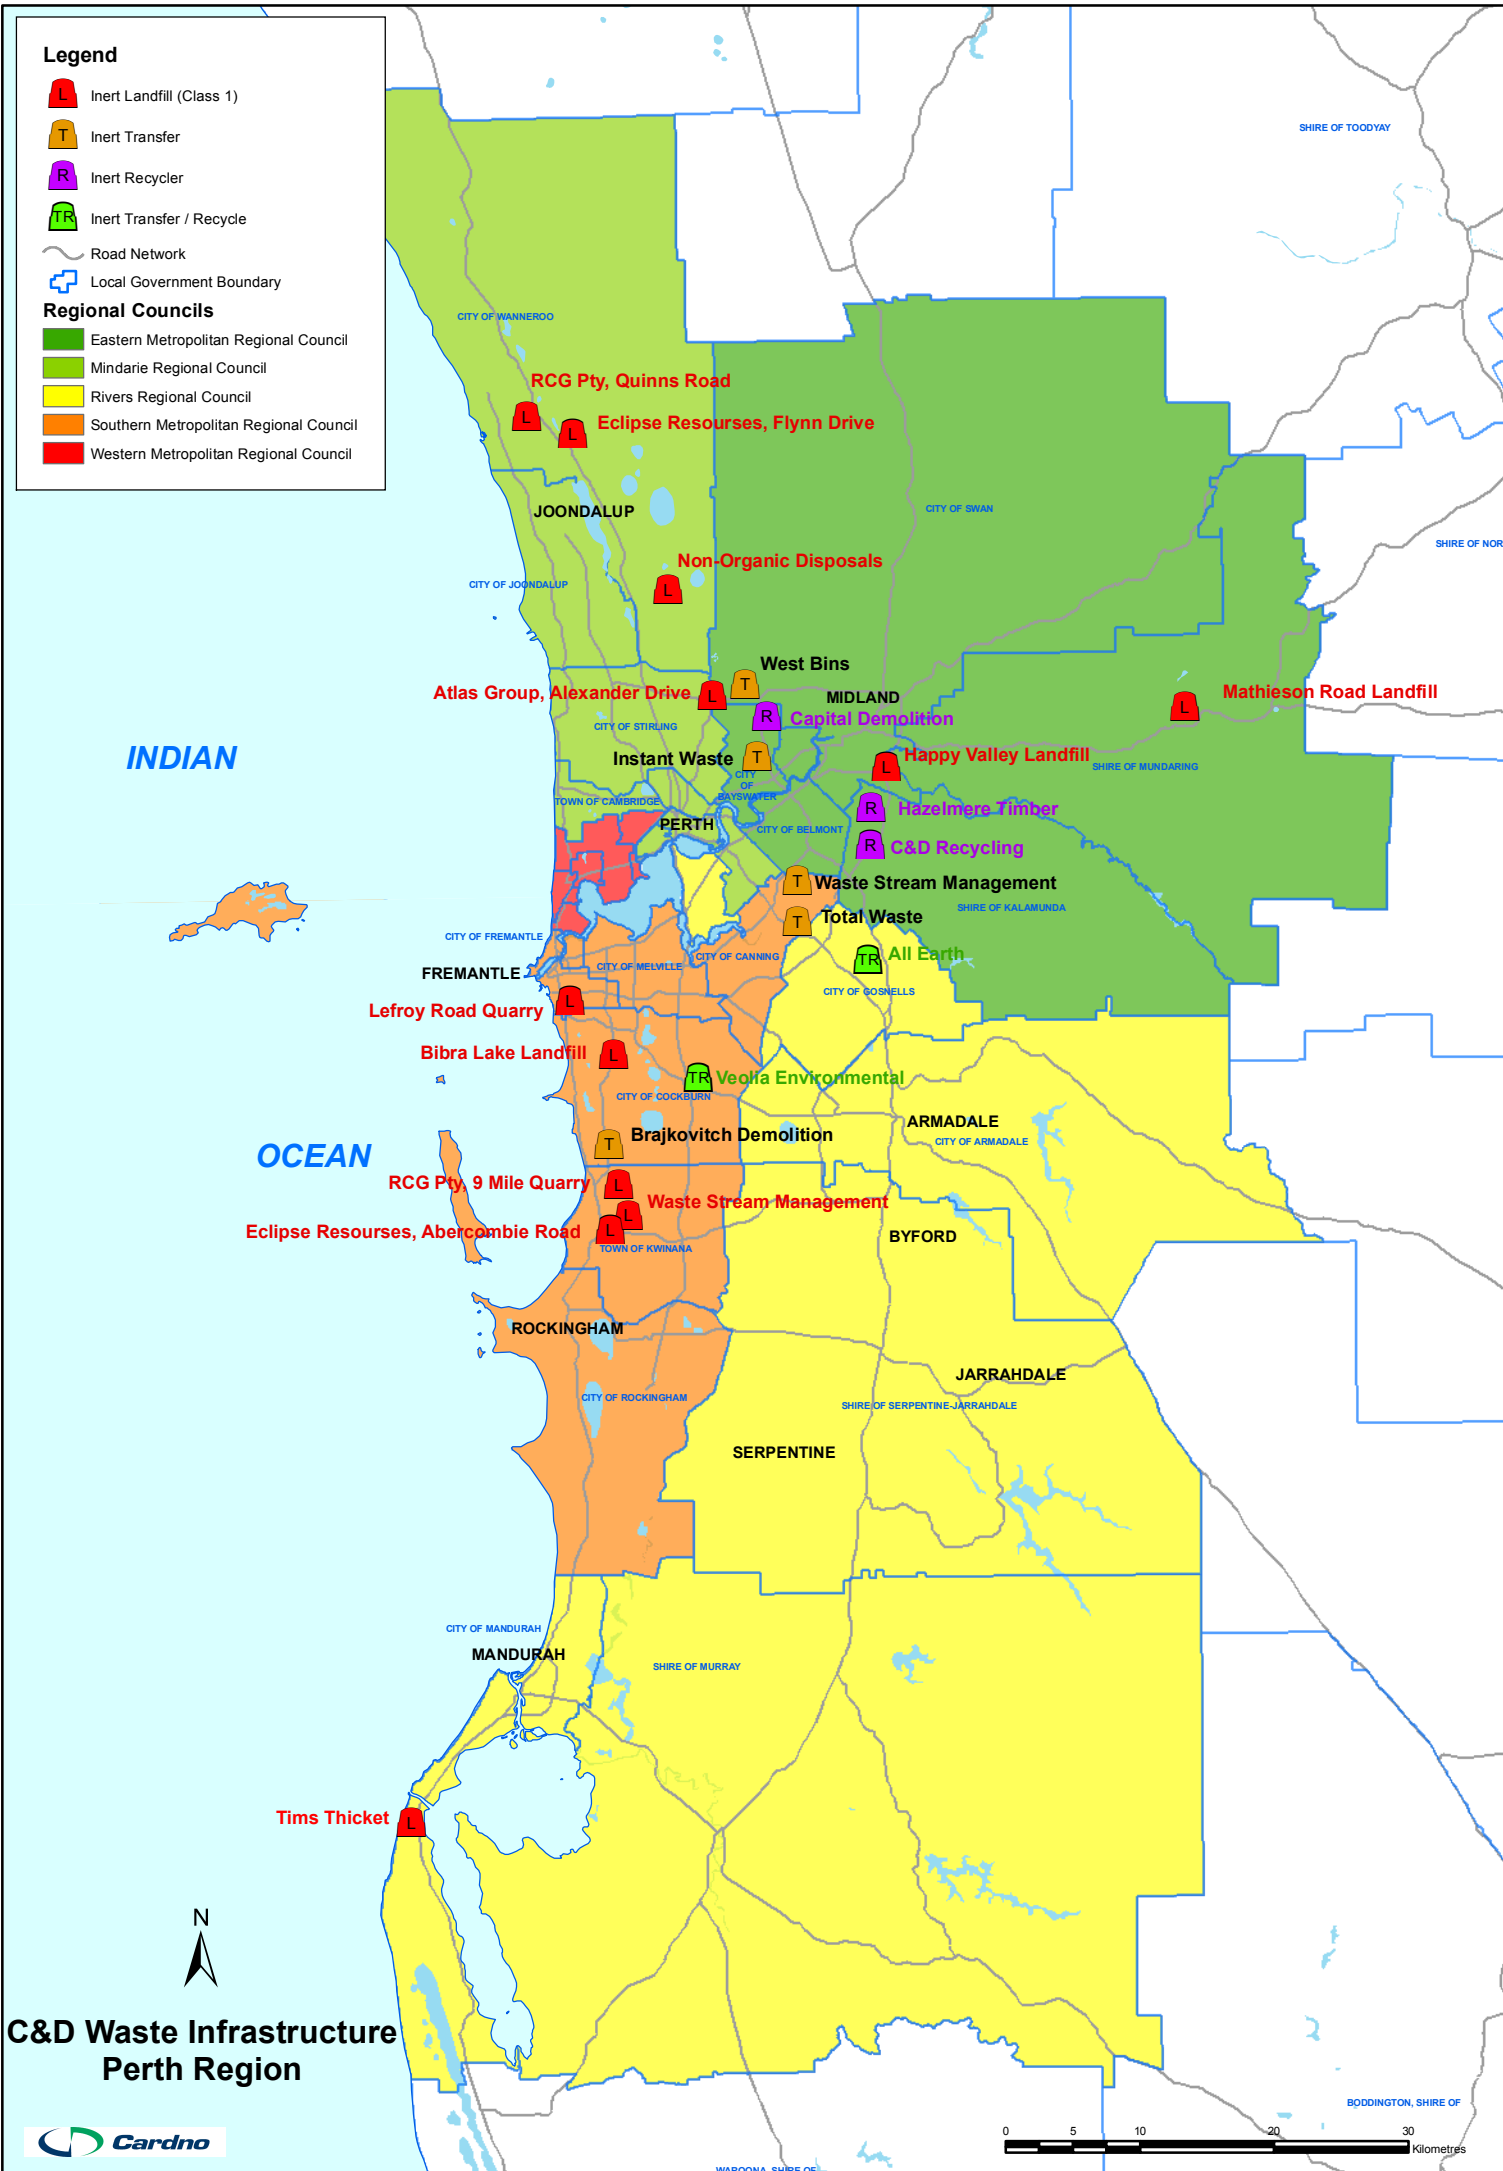 Legend
L Inert Landfill (Class 1)
T Inert Transfer
R Inert Recycler
TR Inert Transfer / Recycle
Road Network
Local Government Boundary
Regional Councils
Eastern Metropolitan Regional Council
Mindarie Regional Council
Rivers Regional Council
Southern Metropolitan Regional Council
Western Metropolitan Regional Council
SHIRE OF TOODYAY
CITY OF WANNEROO
RCG Pty, Quinns Road
L
L
Eclipse Resourses, Flynn Drive
CITY OF SWAN
JOONDALUP
SHIRE OF NOR
Non-Organic Disposals
CITY OF JOONDALUP
L
West Bins
T
Atlas Group, Alexander Drive
L
MIDLAND
Mathieson Road Landfill
L
R
Capital Demolition
CITY OF STIRLING
INDIAN
Instant Waste
T
Happy Valley Landfill
L
SHIRE OF MUNDARING
CITY
OF
BAYSWATER
TOWN OF CAMBRIDGE
R
Hazelmere Timber
PERTH
CITY OF BELMONT
R
C&D Recycling
T
Waste Stream Management
SHIRE OF KALAMUNDA
T
Total Waste
CITY OF FREMANTLE
All Earth
TR
CITY OF CANNING
CITY OF MELVILLE
FREMANTLE
CITY OF GOSNELLS
L
Lefroy Road Quarry
Bibra Lake Landfill
L
TR
Veolia Environmental
CITY OF COCKBURN
ARMADALE
Brajkovitch Demolition
T
CITY OF ARMADALE
OCEAN
RCG Pty, 9 Mile Quarry
L
Waste Stream Management
L
Eclipse Resourses, Abercombie Road
L
BYFORD
TOWN OF KWINANA
ROCKINGHAM
JARRAHDALE
CITY OF ROCKINGHAM
SHIRE OF SERPENTINE-JARRAHDALE
SERPENTINE
CITY OF MANDURAH
MANDURAH
SHIRE OF MURRAY
Tims Thicket
L
N
C&D Waste Infrastructure
Perth Region
BODDINGTON, SHIRE OF
Cardno
0 5 10 20 30
Kilometres
WAROONA, SHIRE OF